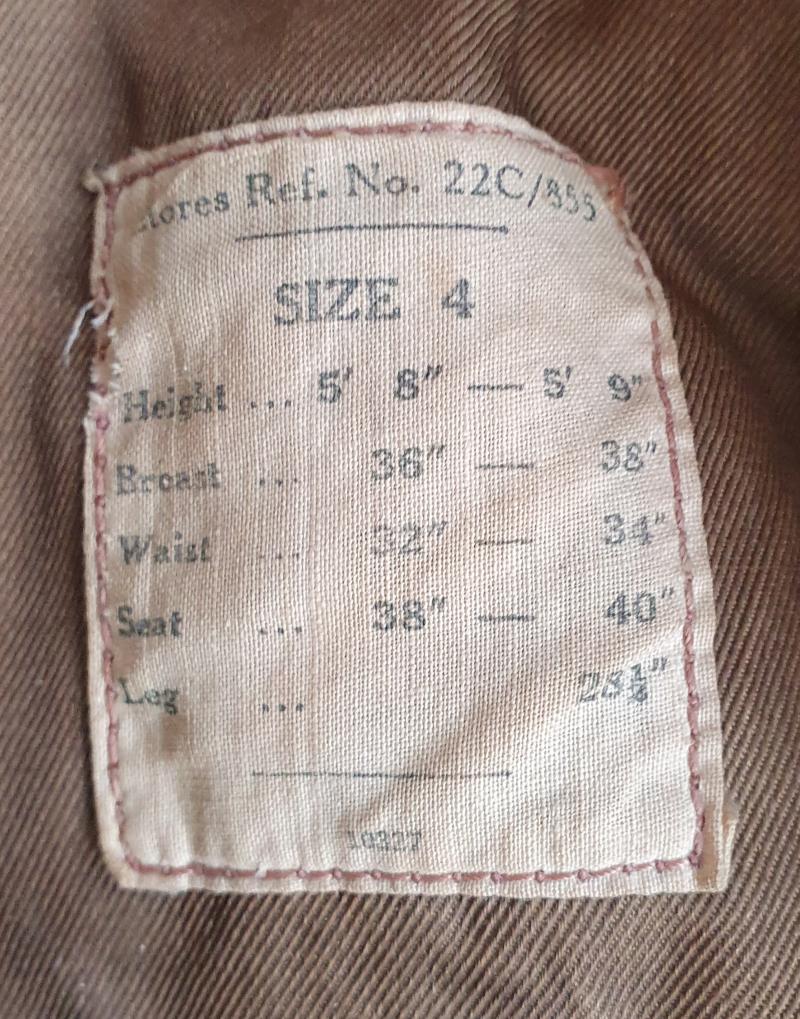 Stores Ref. No. 22C/855
SIZE 4
Height ... 5' 8" — 5' 9"
Breast ... 36" — 38"
Waist ... 32" — 34"
Seat ... 38" — 40"
Leg ... 28½"